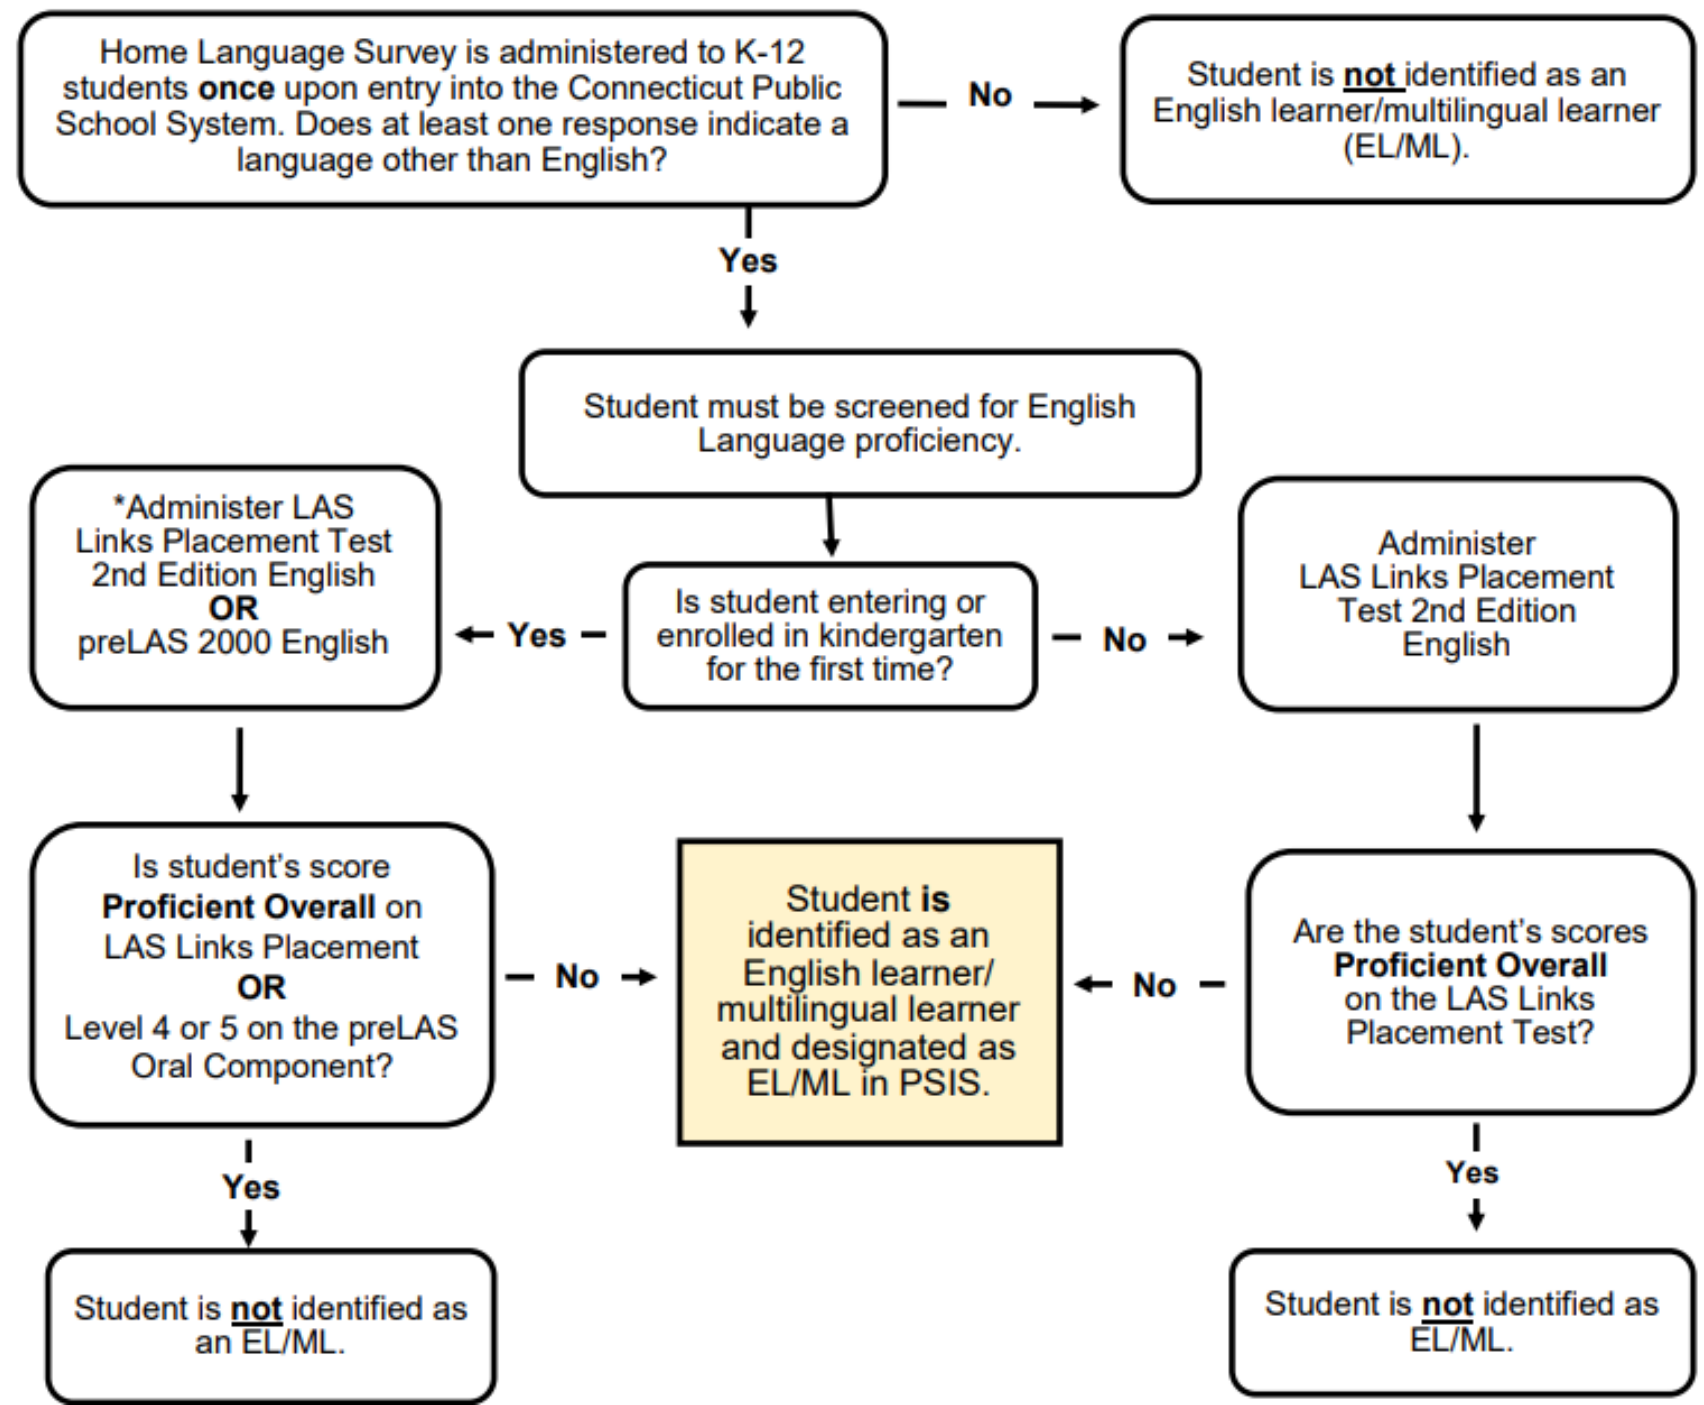 Home Language Survey is administered to K-12
students once upon entry into the Connecticut Public
School System. Does at least one response indicate a
language other than English?
No
Student is not identified as an
English learner/multilingual learner
(EL/ML).
Yes
Student must be screened for English
Language proficiency.
*Administer LAS
Links Placement Test
2nd Edition English
OR
preLAS 2000 English
Yes
Is student entering or
enrolled in kindergarten
for the first time?
No
Administer
LAS Links Placement
Test 2nd Edition
English
Is student’s score
Proficient Overall on
LAS Links Placement
OR
Level 4 or 5 on the preLAS
Oral Component?
No
Student is
identified as an
English learner/
multilingual learner
and designated as
EL/ML in PSIS.
No
Are the student’s scores
Proficient Overall
on the LAS Links
Placement Test?
Yes
Yes
Student is not identified as
an EL/ML.
Student is not identified as
EL/ML.